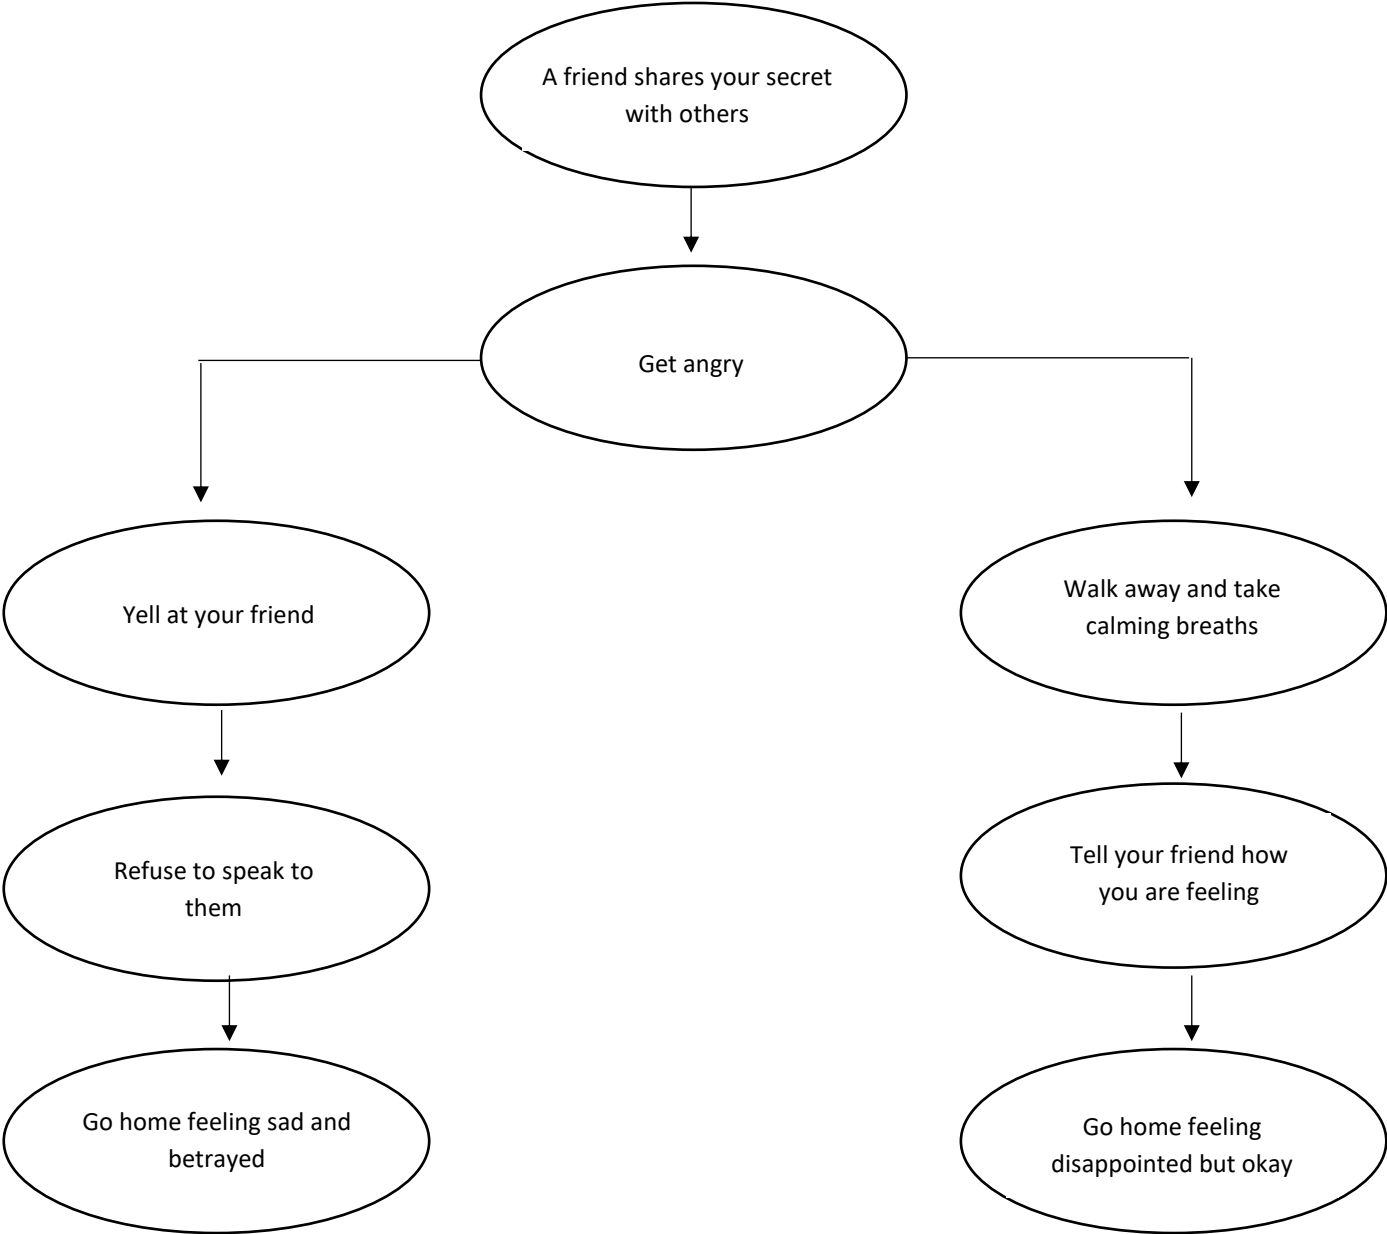 A friend shares your secret
with others
Get angry
Yell at your friend
Walk away and take
calming breaths
Refuse to speak to
them
Tell your friend how
you are feeling
Go home feeling sad and
betrayed
Go home feeling
disappointed but okay